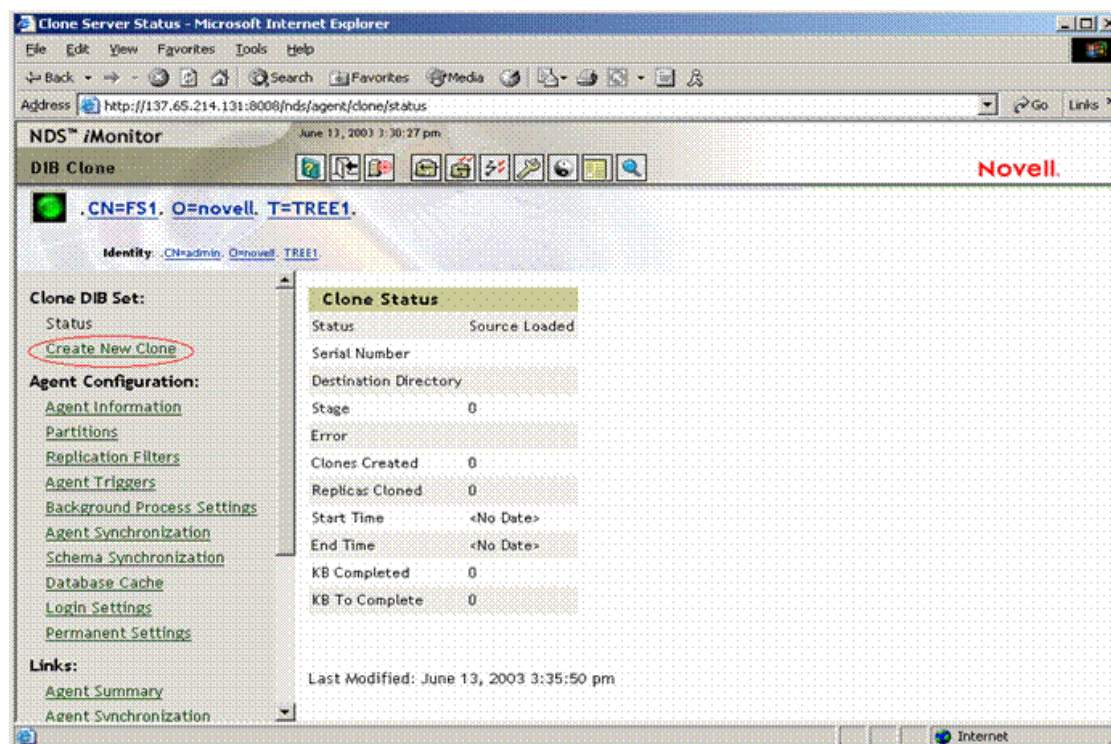 Clone Server Status - Microsoft Internet Explorer
File Edit View Favorites Tools Help
Back Search Favorites Media
Address http://137.65.214.131:8008/nds/agent/clone/status Go Links
NDS™ iMonitor June 13, 2003 3:30:27 pm
DIB Clone Novell.
. CN=FS1. O=novell. T=TREE1.
Identity: .CN=admin. O=novell. TREE1.
Clone DIB Set:
Status
Create New Clone
Agent Configuration:
Agent Information
Partitions
Replication Filters
Agent Triggers
Background Process Settings
Agent Synchronization
Schema Synchronization
Database Cache
Login Settings
Permanent Settings
Links:
Agent Summary
Agent Synchronization
Clone Status
Status Source Loaded
Serial Number
Destination Directory
Stage 0
Error
Clones Created 0
Replicas Cloned 0
Start Time <No Date>
End Time <No Date>
KB Completed 0
KB To Complete 0
Last Modified: June 13, 2003 3:35:50 pm
Internet